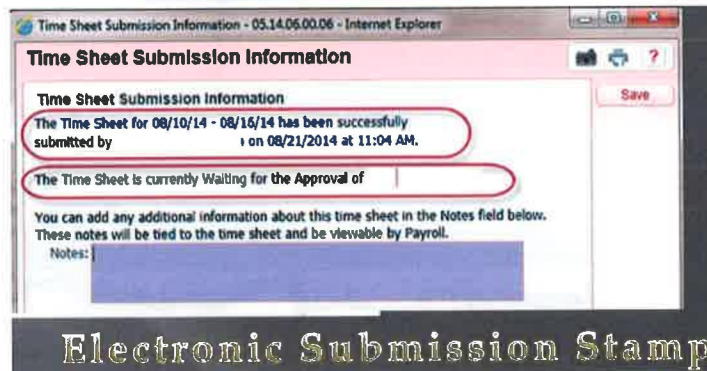 Time Sheet Submission Information - 05.14.06.00.06 - Internet Explorer
Time Sheet Submission Information
?
Time Sheet Submission Information
Save
The Time Sheet for 08/10/14 - 08/16/14 has been successfully
submitted by on 08/21/2014 at 11:04 AM.
The Time Sheet is currently Waiting for the Approval of
You can add any additional information about this time sheet in the Notes field below.
These notes will be tied to the time sheet and be viewable by Payroll.
Notes:
Electronic Submission Stamp